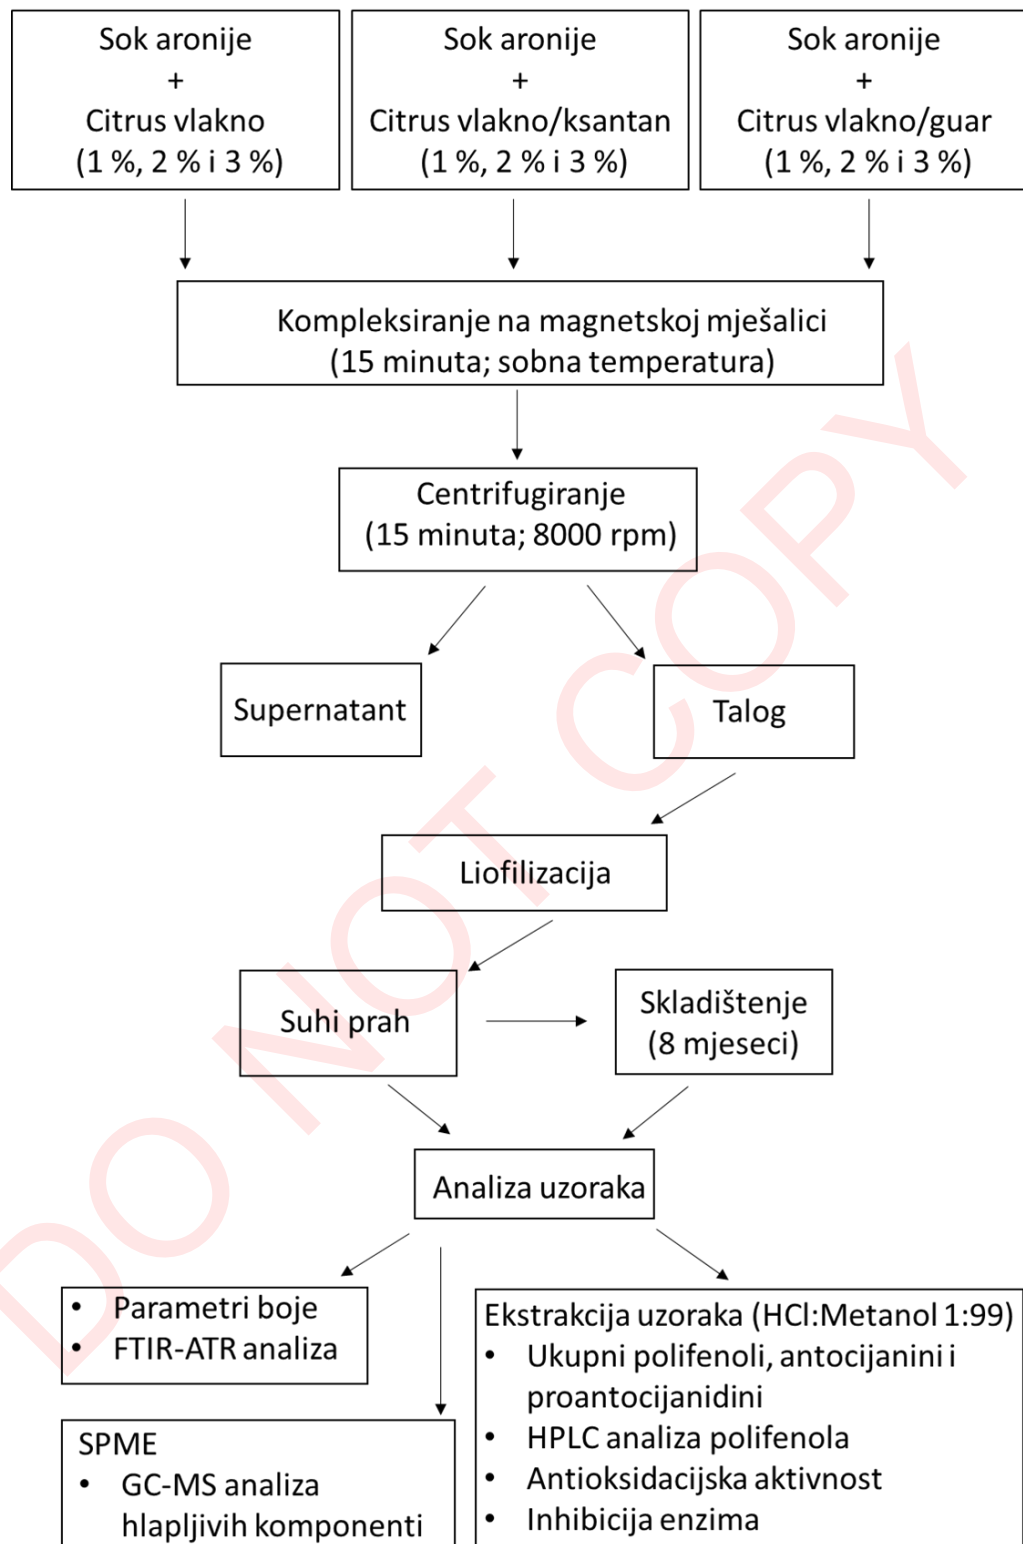 Sok aronije
+
Citrus vlakno
(1 %, 2 % i 3 %)
Sok aronije
+
Citrus vlakno/ksantan
(1 %, 2 % i 3 %)
Sok aronije
+
Citrus vlakno/guar
(1 %, 2 % i 3 %)
Kompleksiranje na magnetskoj mješalici
(15 minuta; sobna temperatura)
Centrifugiranje
(15 minuta; 8000 rpm)
Supernatant
Talog
Liofilizacija
Suhi prah
Skladištenje
(8 mjeseci)
Analiza uzoraka
• Parametri boje
• FTIR-ATR analiza
SPME
• GC-MS analiza
hlapljivih komponenti
Ekstrakcija uzoraka (HCl:Metanol 1:99)
• Ukupni polifenoli, antocijanini i
proantocijanidini
• HPLC analiza polifenola
• Antioksidacijska aktivnost
• Inhibicija enzima
DO NOT COPY